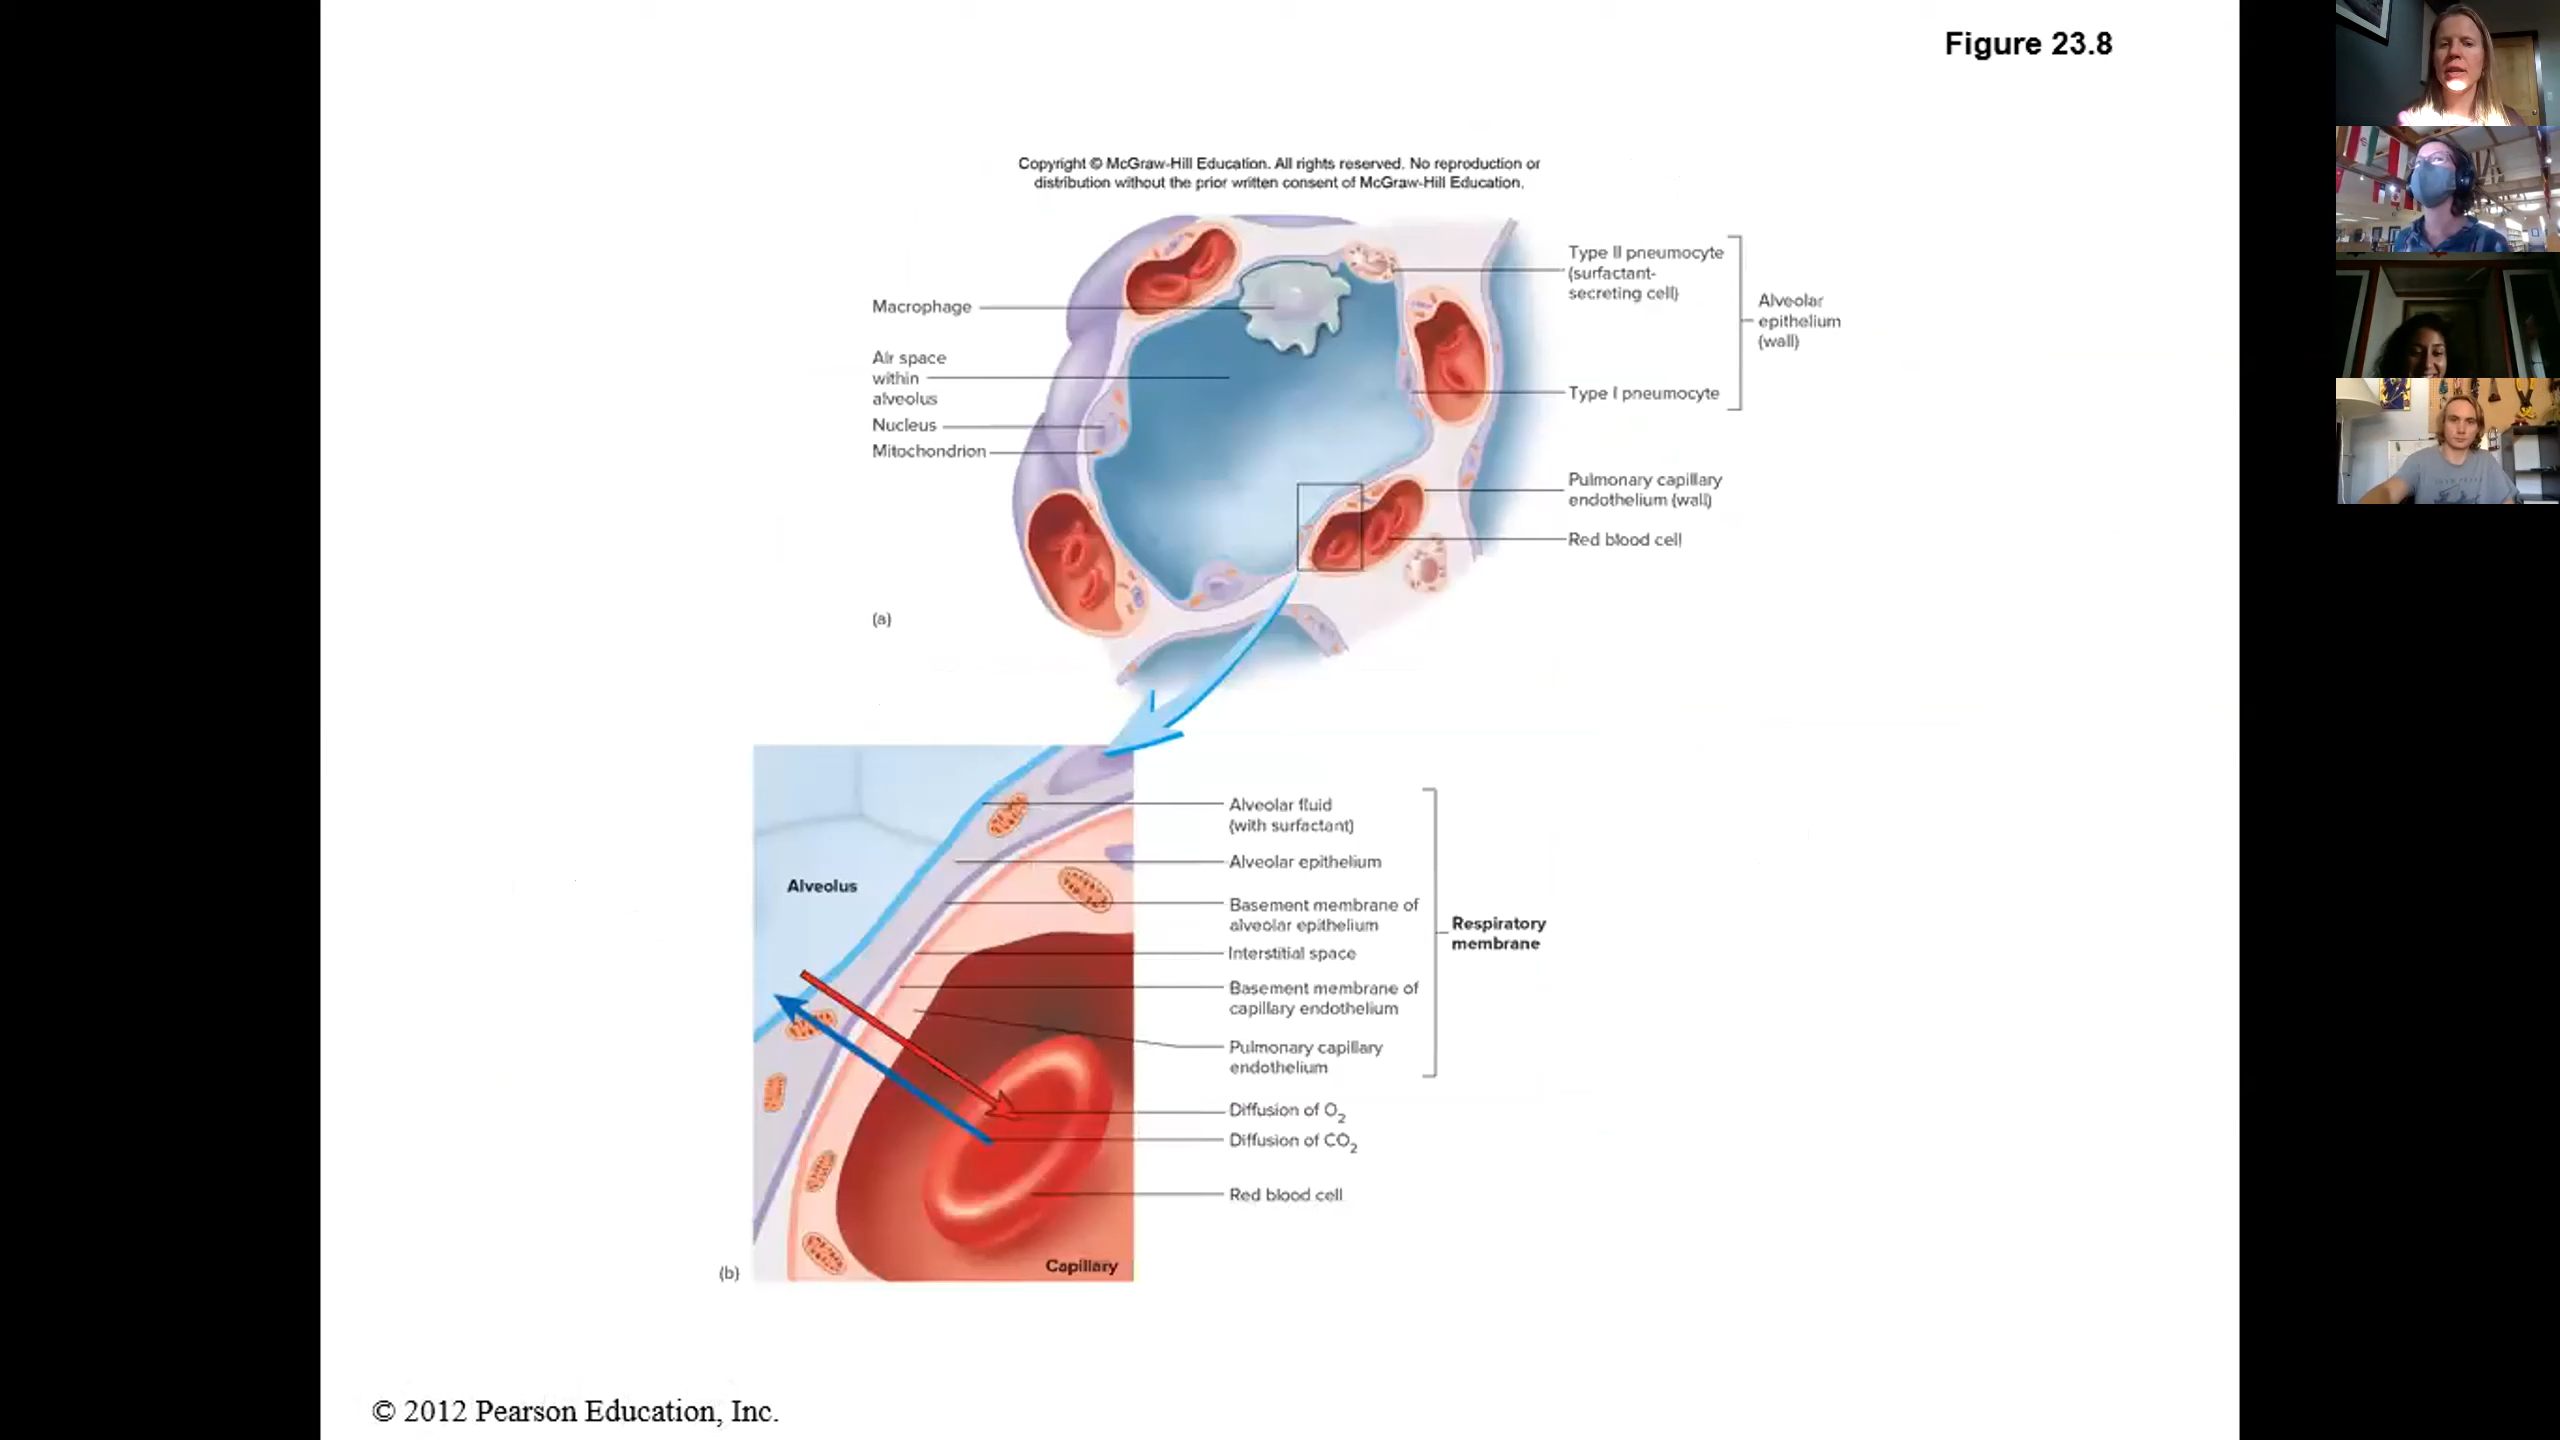 Figure 23.8
Copyright © McGraw-Hill Education. All rights reserved. No reproduction or
distribution without the prior written consent of McGraw-Hill Education.
Macrophage
Air space
within
alveolus
Nucleus
Mitochondrion
Type II pneumocyte
(surfactant-
secreting cell)
Type I pneumocyte
Alveolar
epithelium
(wall)
Pulmonary capillary
endothelium (wall)
Red blood cell
(a)
Alveolus
Capillary
Alveolar fluid
(with surfactant)
Alveolar epithelium
Basement membrane of
alveolar epithelium
Interstitial space
Basement membrane of
capillary endothelium
Pulmonary capillary
endothelium
Respiratory
membrane
Diffusion of O2
Diffusion of CO2
Red blood cell
(b)
© 2012 Pearson Education, Inc.